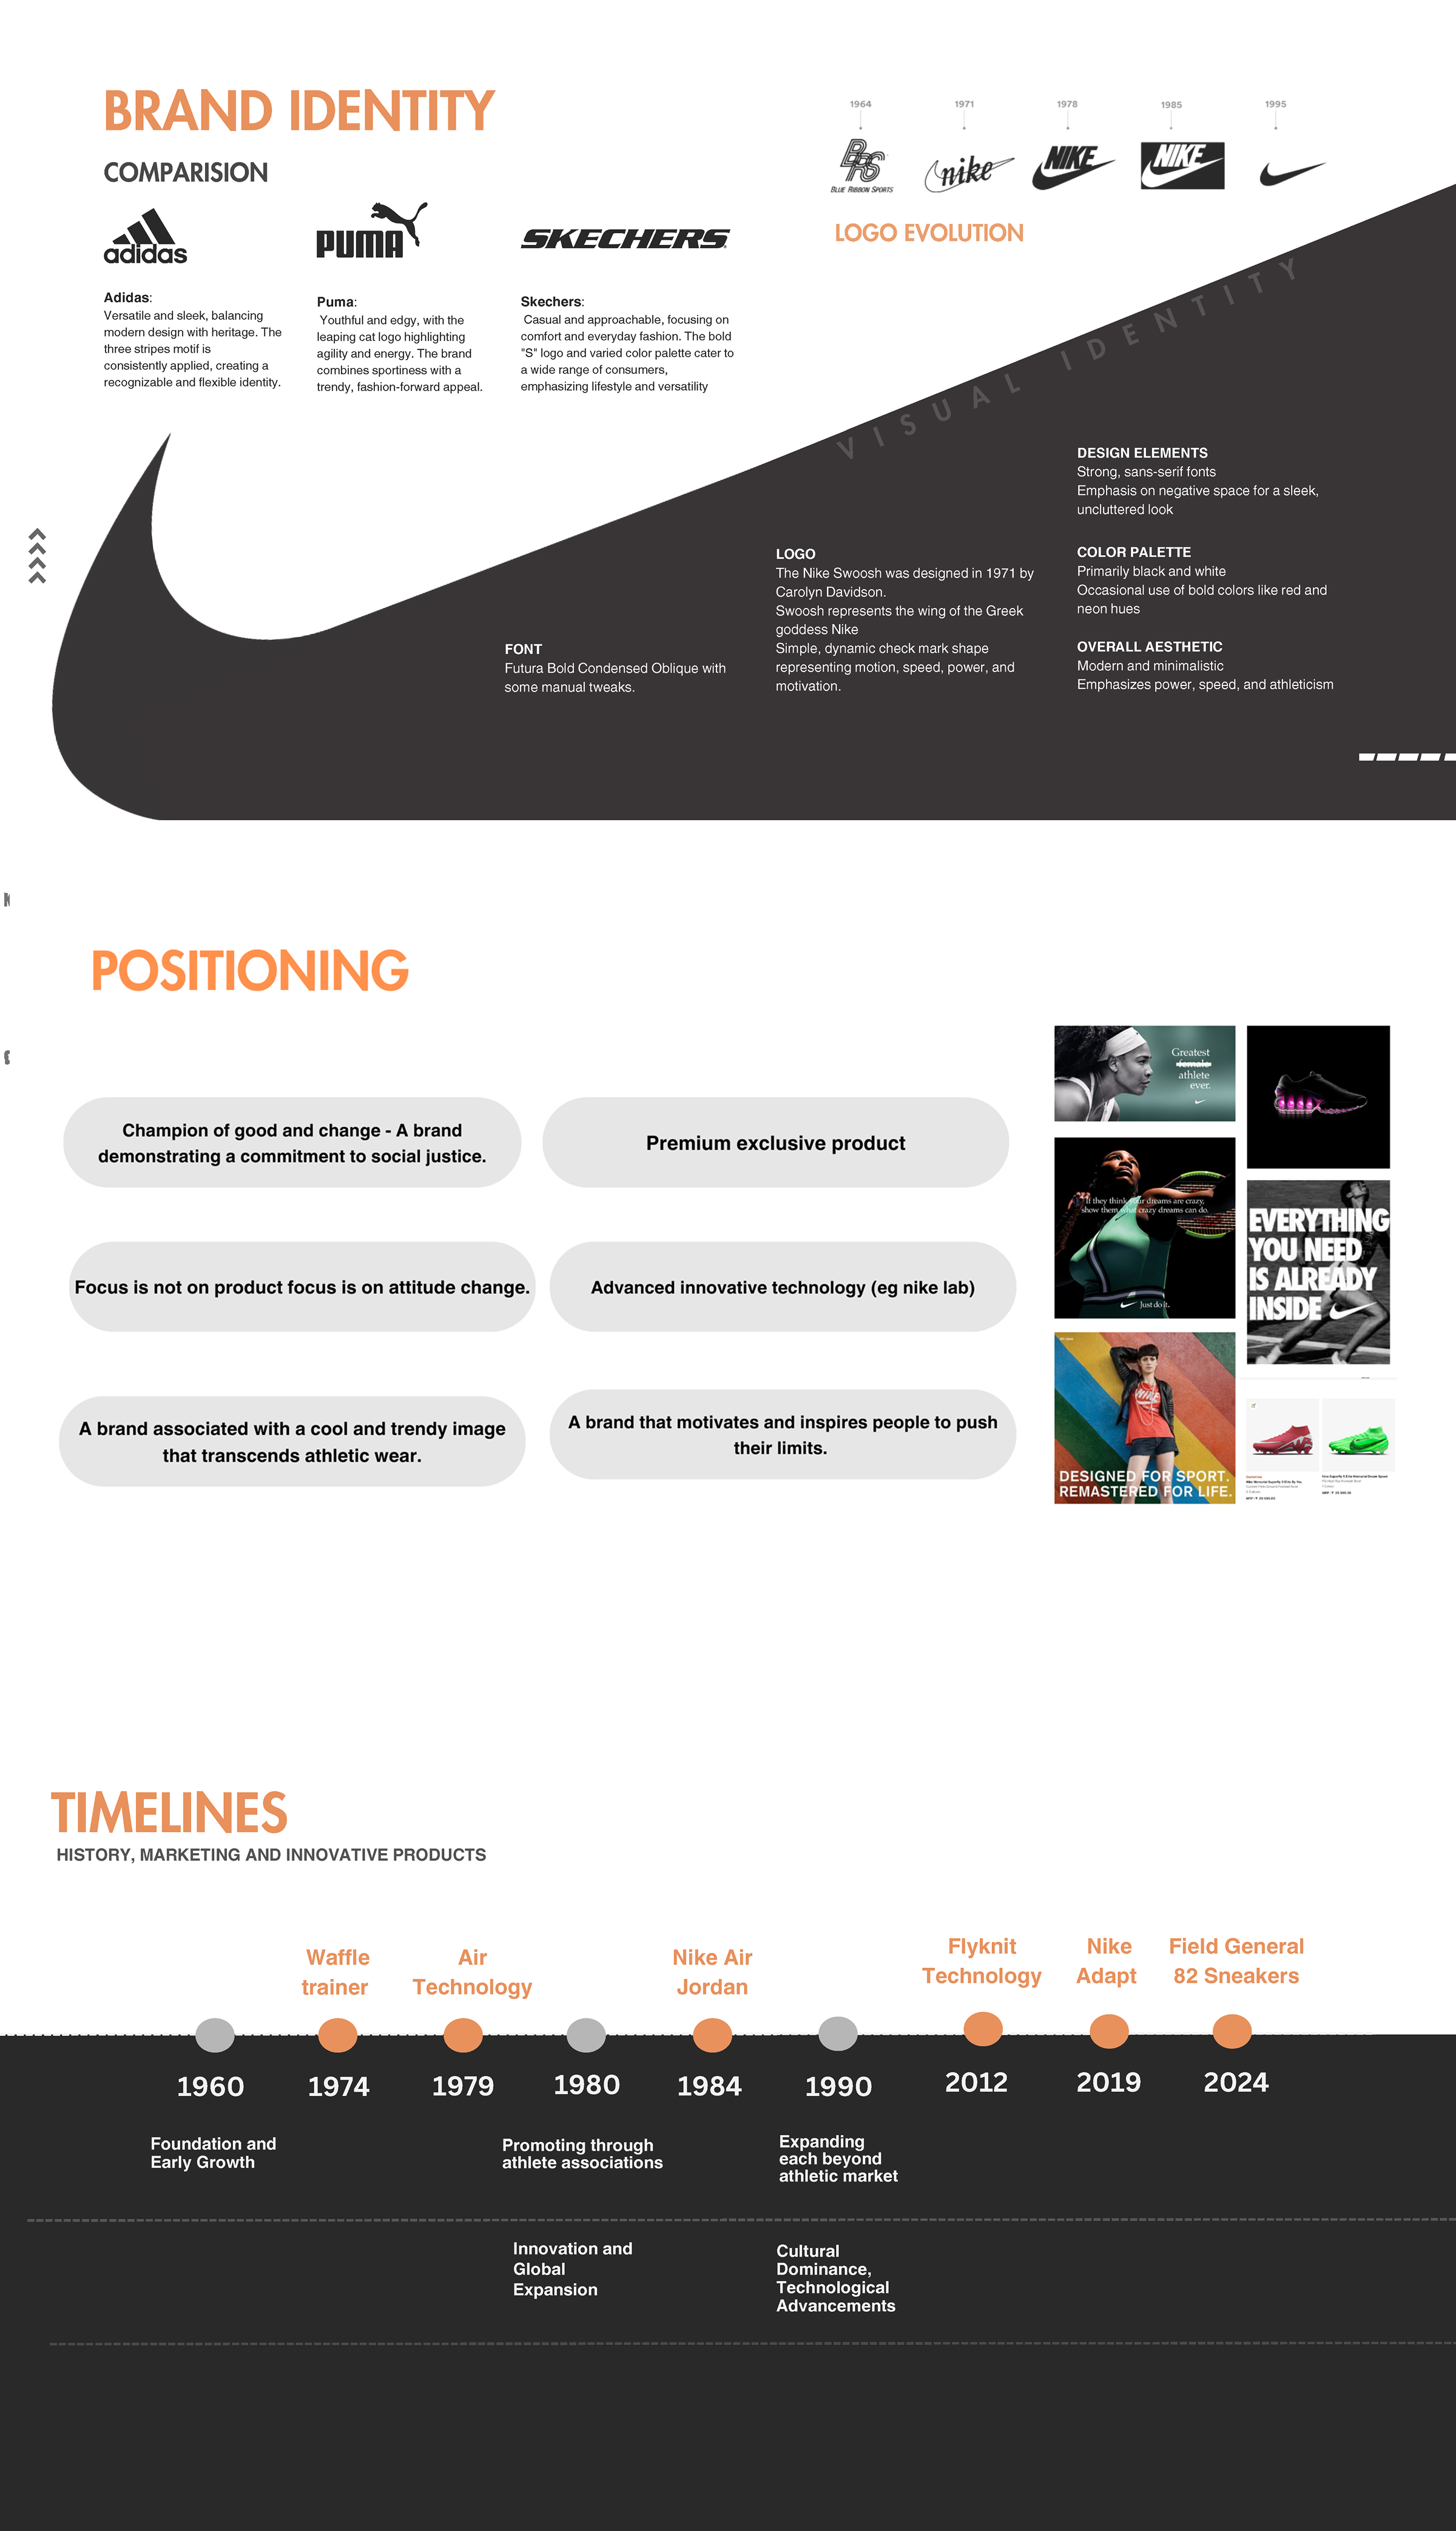 BRAND IDENTITY
COMPARISION
adidas
PUMA
SKECHERS
Adidas:
Versatile and sleek, balancing
modern design with heritage. The
three stripes motif is
consistently applied, creating a
recognizable and flexible identity.
Puma:
Youthful and edgy, with the
leaping cat logo highlighting
agility and energy. The brand
combines sportiness with a
trendy, fashion-forward appeal.
Skechers:
Casual and approachable, focusing on
comfort and everyday fashion. The bold
"S" logo and varied color palette cater to
a wide range of consumers,
emphasizing lifestyle and versatility
1964
1971
1978
1985
1995
BRS
BLUE RIBBON SPORTS
nike
NIKE
NIKE
LOGO EVOLUTION
VISUAL IDENTITY
FONT
Futura Bold Condensed Oblique with
some manual tweaks.
LOGO
The Nike Swoosh was designed in 1971 by
Carolyn Davidson.
Swoosh represents the wing of the Greek
goddess Nike
Simple, dynamic check mark shape
representing motion, speed, power, and
motivation.
DESIGN ELEMENTS
Strong, sans-serif fonts
Emphasis on negative space for a sleek,
uncluttered look
COLOR PALETTE
Primarily black and white
Occasional use of bold colors like red and
neon hues
OVERALL AESTHETIC
Modern and minimalistic
Emphasizes power, speed, and athleticism
POSITIONING
Champion of good and change - A brand
demonstrating a commitment to social justice.
Premium exclusive product
Focus is not on product focus is on attitude change.
Advanced innovative technology (eg nike lab)
A brand associated with a cool and trendy image
that transcends athletic wear.
A brand that motivates and inspires people to push
their limits.
Greatest
female
athlete
ever.
If they think your dreams are crazy,
show them what crazy dreams can do.
Just do it.
EVERYTHING
YOU NEED
IS ALREADY
INSIDE
NIKE
DESIGNED FOR SPORT.
REMASTERED FOR LIFE.
TIMELINES
HISTORY, MARKETING AND INNOVATIVE PRODUCTS
Waffle
trainer
Air
Technology
Nike Air
Jordan
Flyknit
Technology
Nike
Adapt
Field General
82 Sneakers
1960
1974
1979
1980
1984
1990
2012
2019
2024
Foundation and
Early Growth
Promoting through
athlete associations
Expanding
each beyond
athletic market
Innovation and
Global
Expansion
Cultural
Dominance,
Technological
Advancements